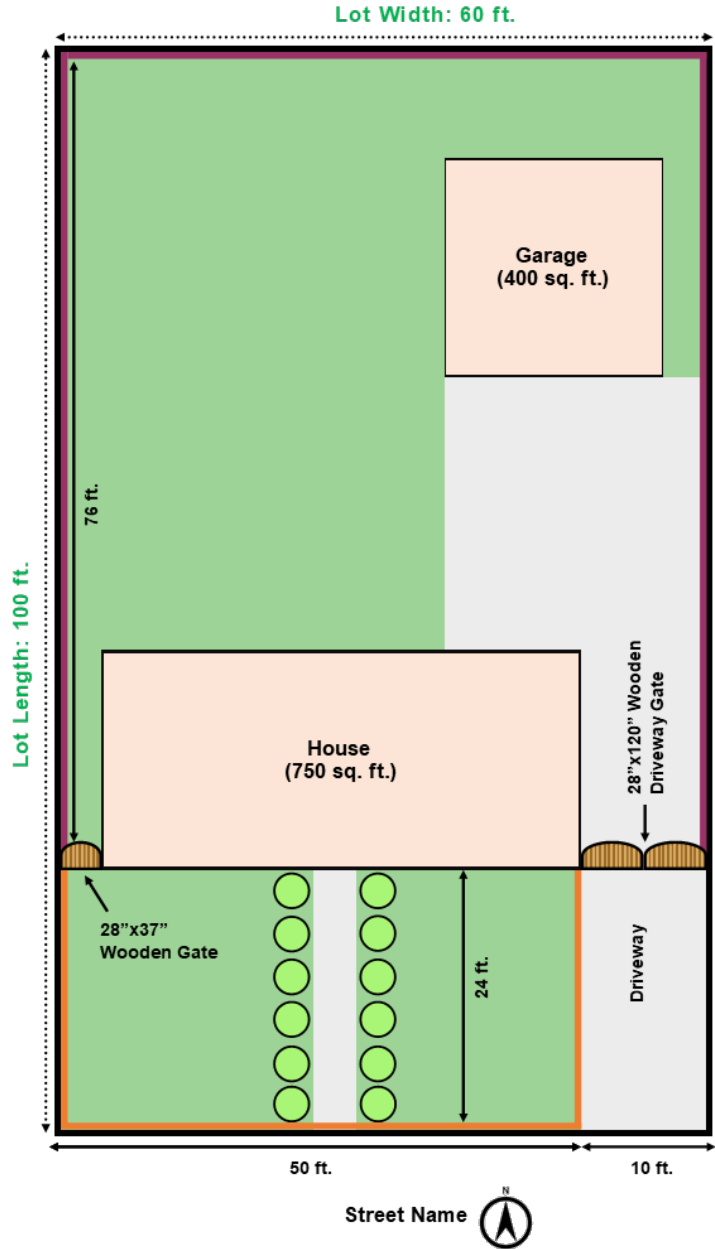 Lot Width: 60 ft.
Garage
(400 sq. ft.)
76 ft.
Lot Length: 100 ft.
28”x120” Wooden
Driveway Gate
House
(750 sq. ft.)
28”x37”
Wooden Gate
24 ft.
Driveway
50 ft.
10 ft.
Street Name
N